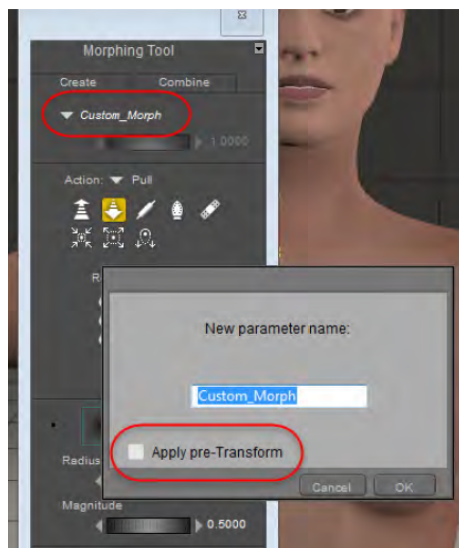 Morphing Tool
Create Combine
Custom_Morph
1.0000
Action: Pull
R
New parameter name:
Custom_Morph
Apply pre-Transform
Radius
Cancel OK
Magnitude
0.5000